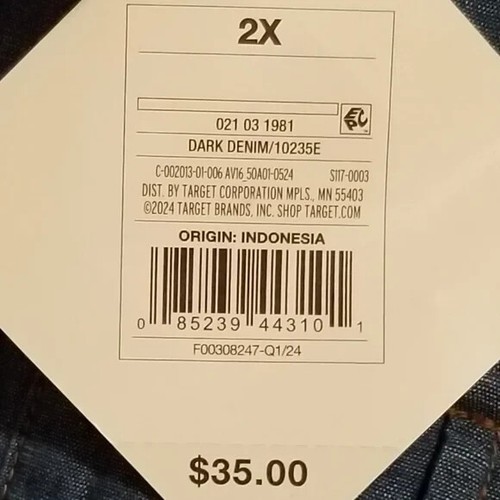 2X
EPC
021 03 1981
DARK DENIM/10235E
C-002013-01-006 AV16_50A01-0524 S117-0003
DIST. BY TARGET CORPORATION MPLS., MN 55403
©2024 TARGET BRANDS, INC. SHOP TARGET.COM
ORIGIN: INDONESIA
0 85239 44310 1
F00308247-Q1/24
$35.00